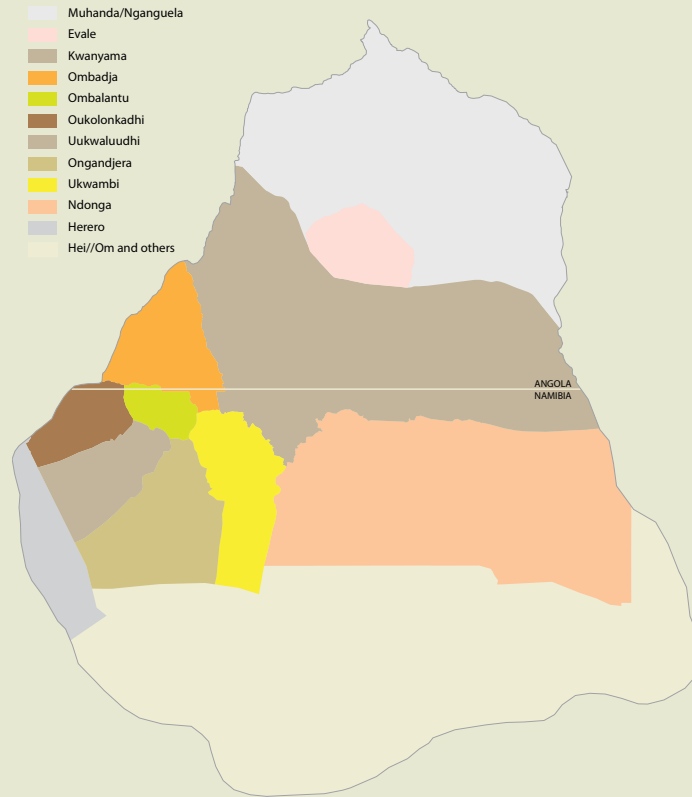 Muhanda/Nganguela
Evale
Kwanyama
Ombadja
Ombalantu
Oukolonkadhi
Uukwaluudhi
Ongandjera
Ukwambi
Ndonga
Herero
Hei//Om and others
ANGOLA
NAMIBIA